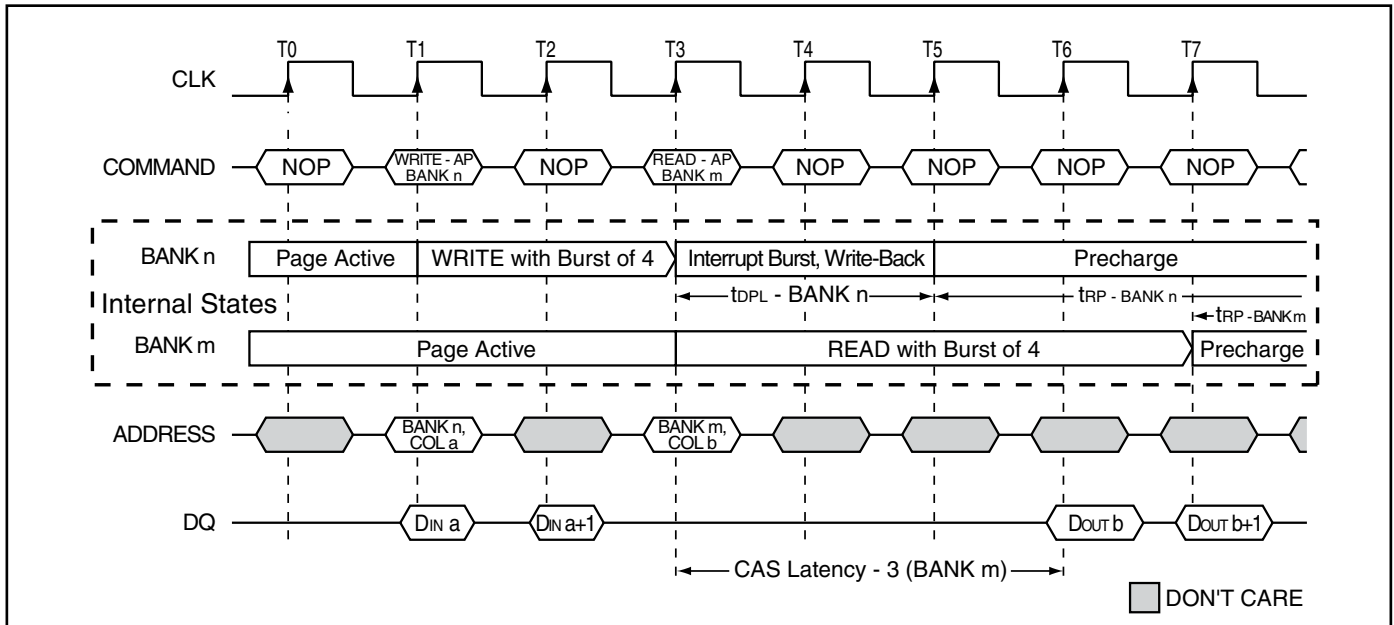 T0 T1 T2 T3 T4 T5 T6 T7
CLK
COMMAND NOP WRITE - AP NOP READ - AP NOP NOP NOP NOP
BANK n BANK m
BANK n Page Active WRITE with Burst of 4 Interrupt Burst, Write-Back Precharge
tDPL - BANK n tRP - BANK n
Internal States
tRP - BANK m
BANK m Page Active READ with Burst of 4 Precharge
ADDRESS BANK n, BANK m,
COL a COL b
DQ DIN a DIN a+1 DOUT b DOUT b+1
CAS Latency - 3 (BANK m)
DON'T CARE